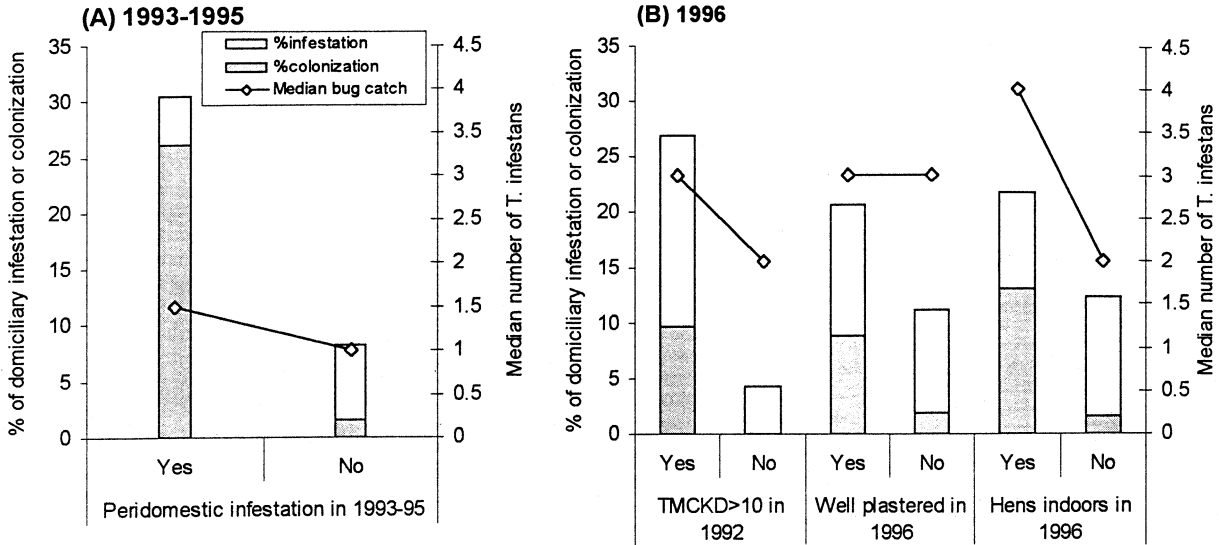 (A) 1993-1995
% of domiciliary infestation or colonization
35
30
25
20
15
10
5
0
%infestation
%colonization
Median bug catch
4.5
4
3.5
3
2.5
2
1.5
1
0.5
0
Median number of T. infestans
Yes No
Peridomestic infestation in 1993-95
(B) 1996
% of domiciliary infestation or colonization
35
30
25
20
15
10
5
0
4.5
4
3.5
3
2.5
2
1.5
1
0.5
0
Median number of T. infestans
Yes No Yes No Yes No
TMCKD>10 in Well plastered in Hens indoors in
1992 1996 1996